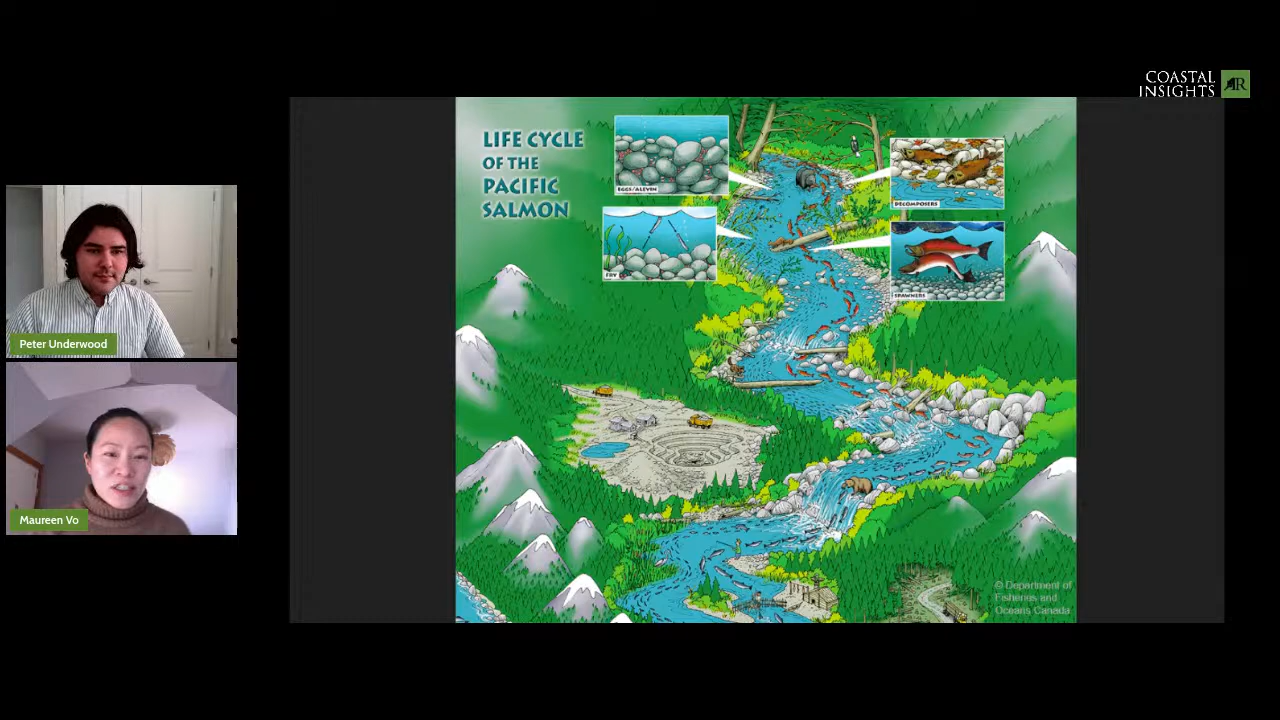 COASTAL
INSIGHTS
LIFE CYCLE
OF THE
PACIFIC
SALMON
EGGS/ALEVIN
DECOMPOSERS
FRY
SPAWNERS
Peter Underwood
Maureen Vo
© Department of
Fisheries and
Oceans Canada